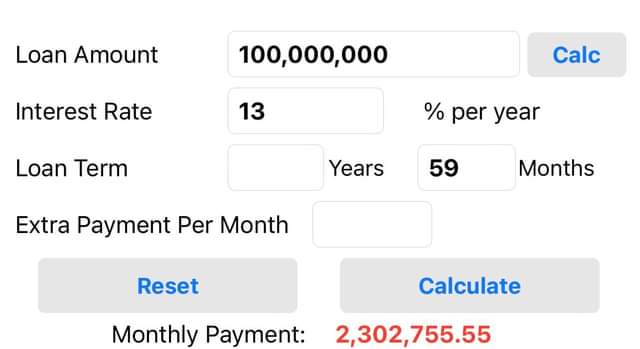 Loan Amount 100,000,000 Calc
Interest Rate 13 % per year
Loan Term Years 59 Months
Extra Payment Per Month
Reset Calculate
Monthly Payment: 2,302,755.55